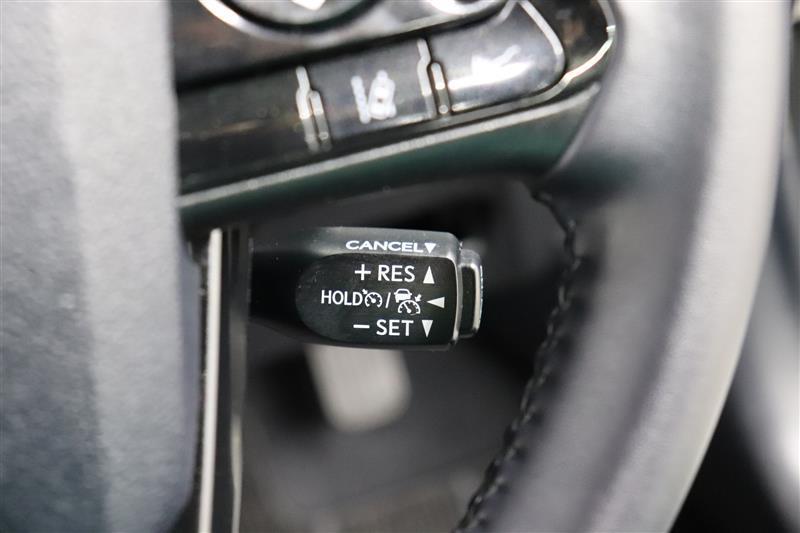 CANCEL▼
+ RES ▲
HOLD / ◄
− SET ▼